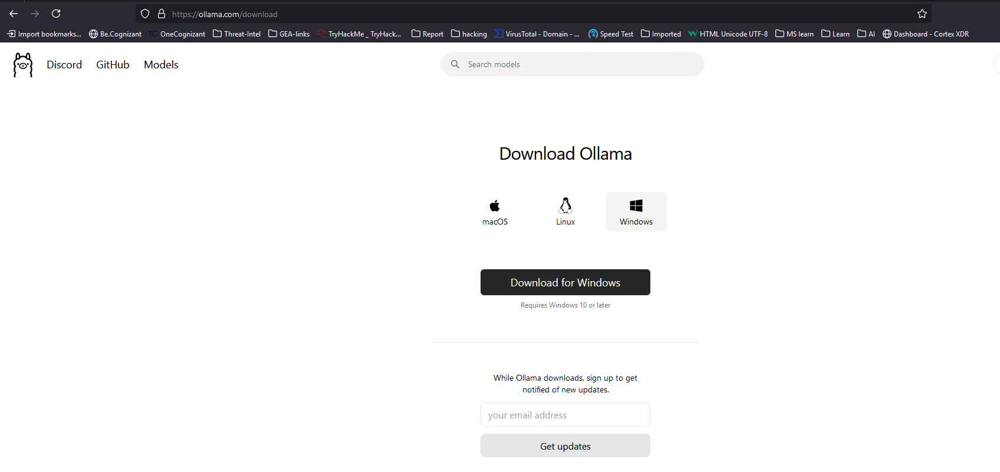 https://ollama.com/download
Import bookmarks... Be.Cognizant 1C OneCognizant Threat-Intel GEA-links TryHackMe _ TryHack... Report hacking VirusTotal - Domain - ... Speed Test Imported HTML Unicode UTF-8 MS learn Learn AI Dashboard - Cortex XDR
Discord GitHub Models Search models
Download Ollama
macOS Linux Windows
Download for Windows
Requires Windows 10 or later
While Ollama downloads, sign up to get
notified of new updates.
your email address
Get updates